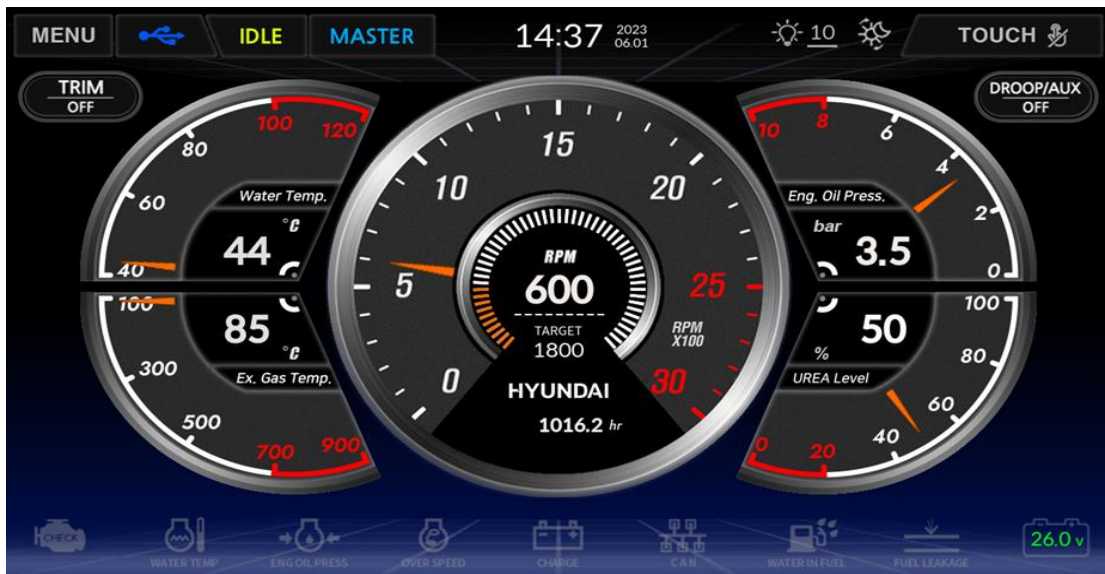 MENU IDLE MASTER 14:37 2023 06.01 10 TOUCH
TRIM
OFF
DROOP/AUX
OFF
100 120
80
60
40
Water Temp.
°C
44
100
300
500
700 900
85
°C
Ex. Gas Temp.
0
5
10
15
20
25
30
RPM
X100
RPM
600
TARGET
1800
HYUNDAI
1016.2 hr
10 8 6
4
2
0
Eng. Oil Press.
bar
3.5
100
80
60
40
20
0
50
%
UREA Level
CHECK
WATER TEMP
ENG OIL PRESS
OVER SPEED
CHARGE
CAN
WATER IN FUEL
FUEL LEAKAGE
26.0 v